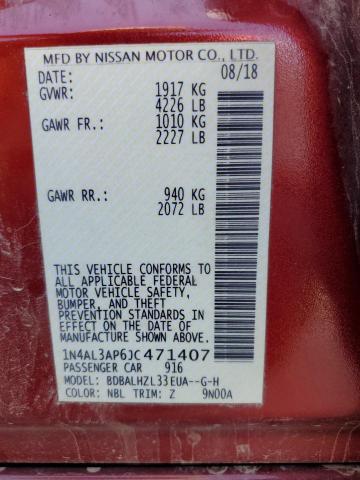 MFD BY NISSAN MOTOR CO., LTD.
DATE : 08/18
GVWR: 1917 KG
4226 LB
GAWR FR.: 1010 KG
2227 LB
GAWR RR.: 940 KG
2072 LB
THIS VEHICLE CONFORMS TO
ALL APPLICABLE FEDERAL
MOTOR VEHICLE SAFETY,
BUMPER, AND THEFT
PREVENTION STANDARDS
IN EFFECT ON THE DATE OF
MANUFACTURE SHOWN ABOVE.
1N4AL3AP6JC471407
PASSENGER CAR 916
MODEL: BDBALHZL33EUA--G-H
COLOR: NBL TRIM: Z 9N00A